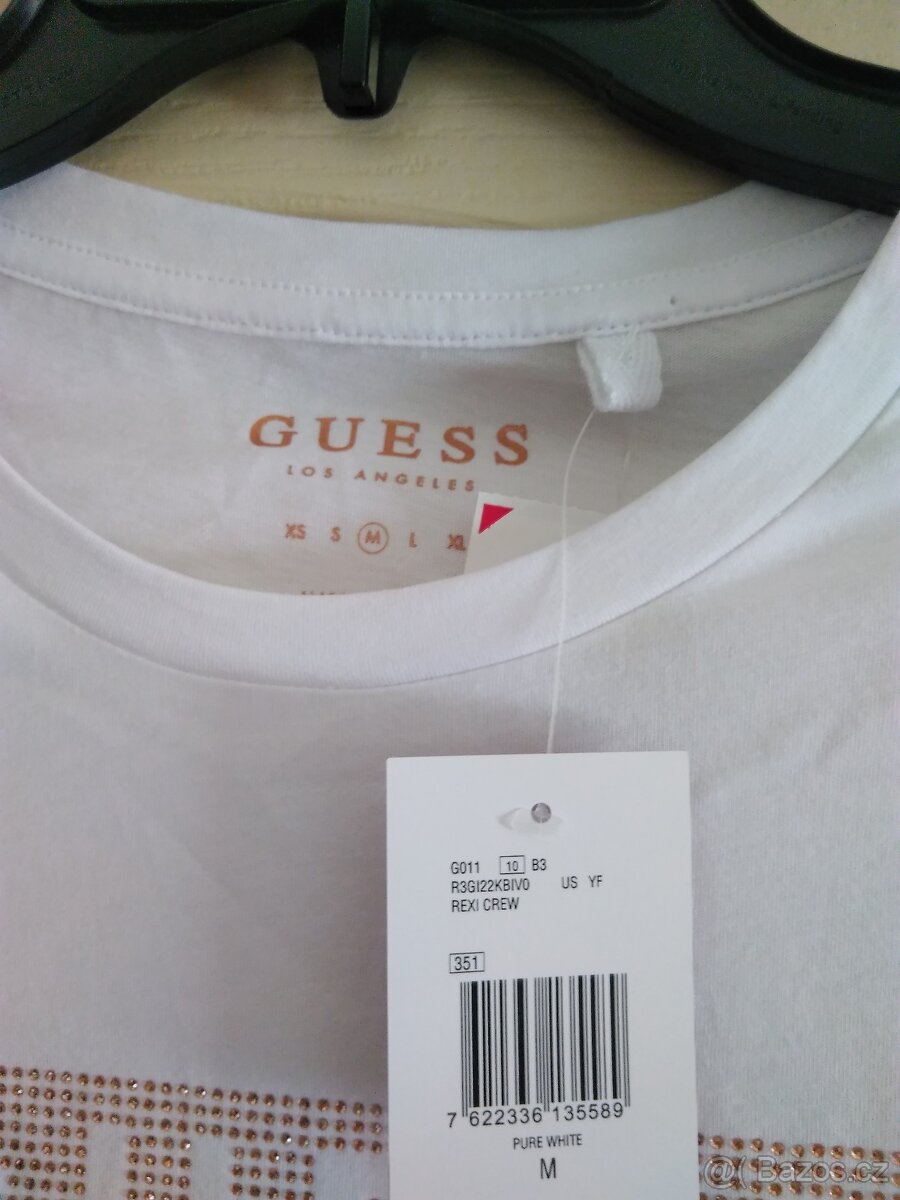 GUESS
LOS ANGELES
XS S M L XL
G011 10 B3
R3GI22KBIV0 US YF
REXI CREW
351
7 622336 135589
PURE WHITE
M
@( Bazos.cz